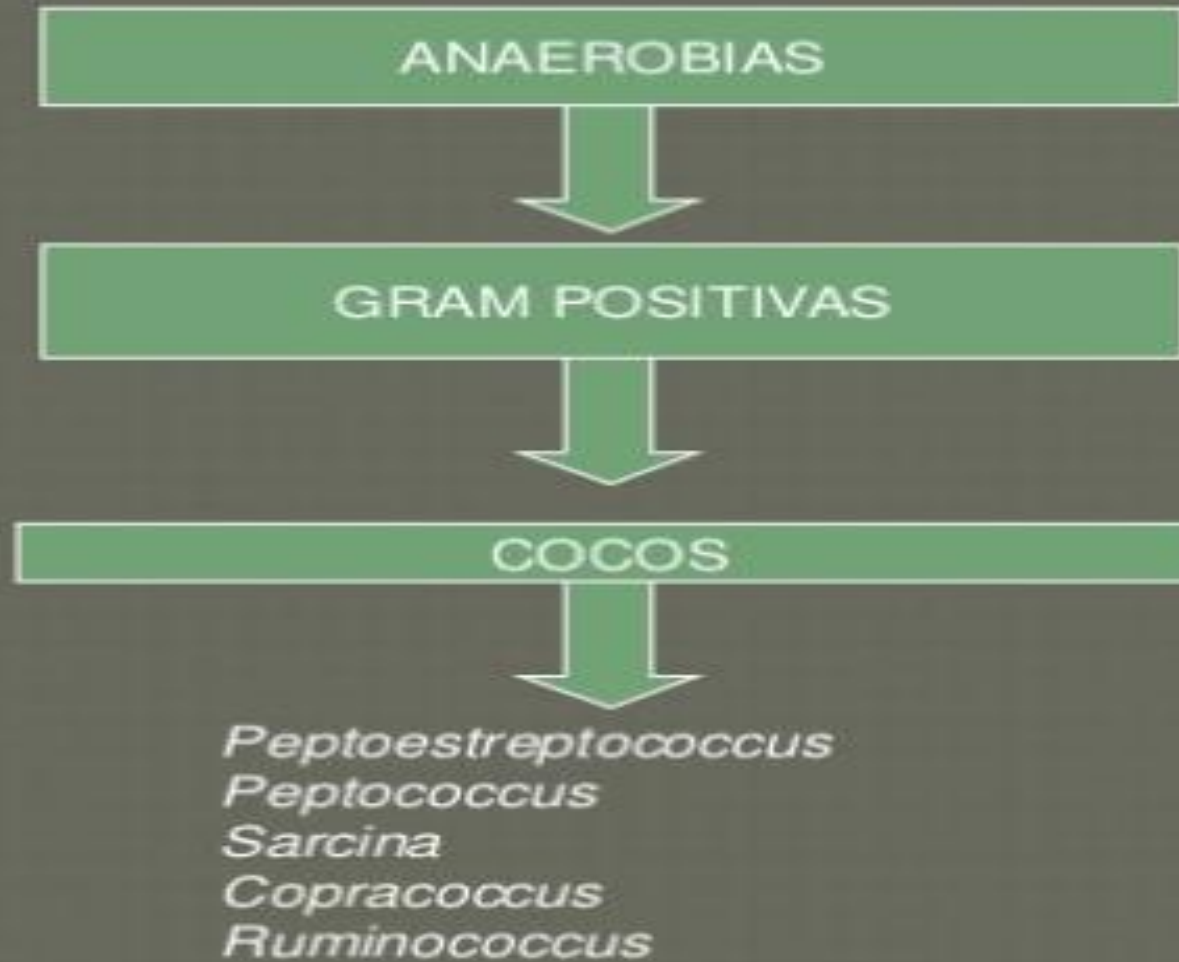 ANAEROBIAS
GRAM POSITIVAS
COCOS
Peptoestreptococcus
Peptococcus
Sarcina
Copracoccus
Ruminococcus